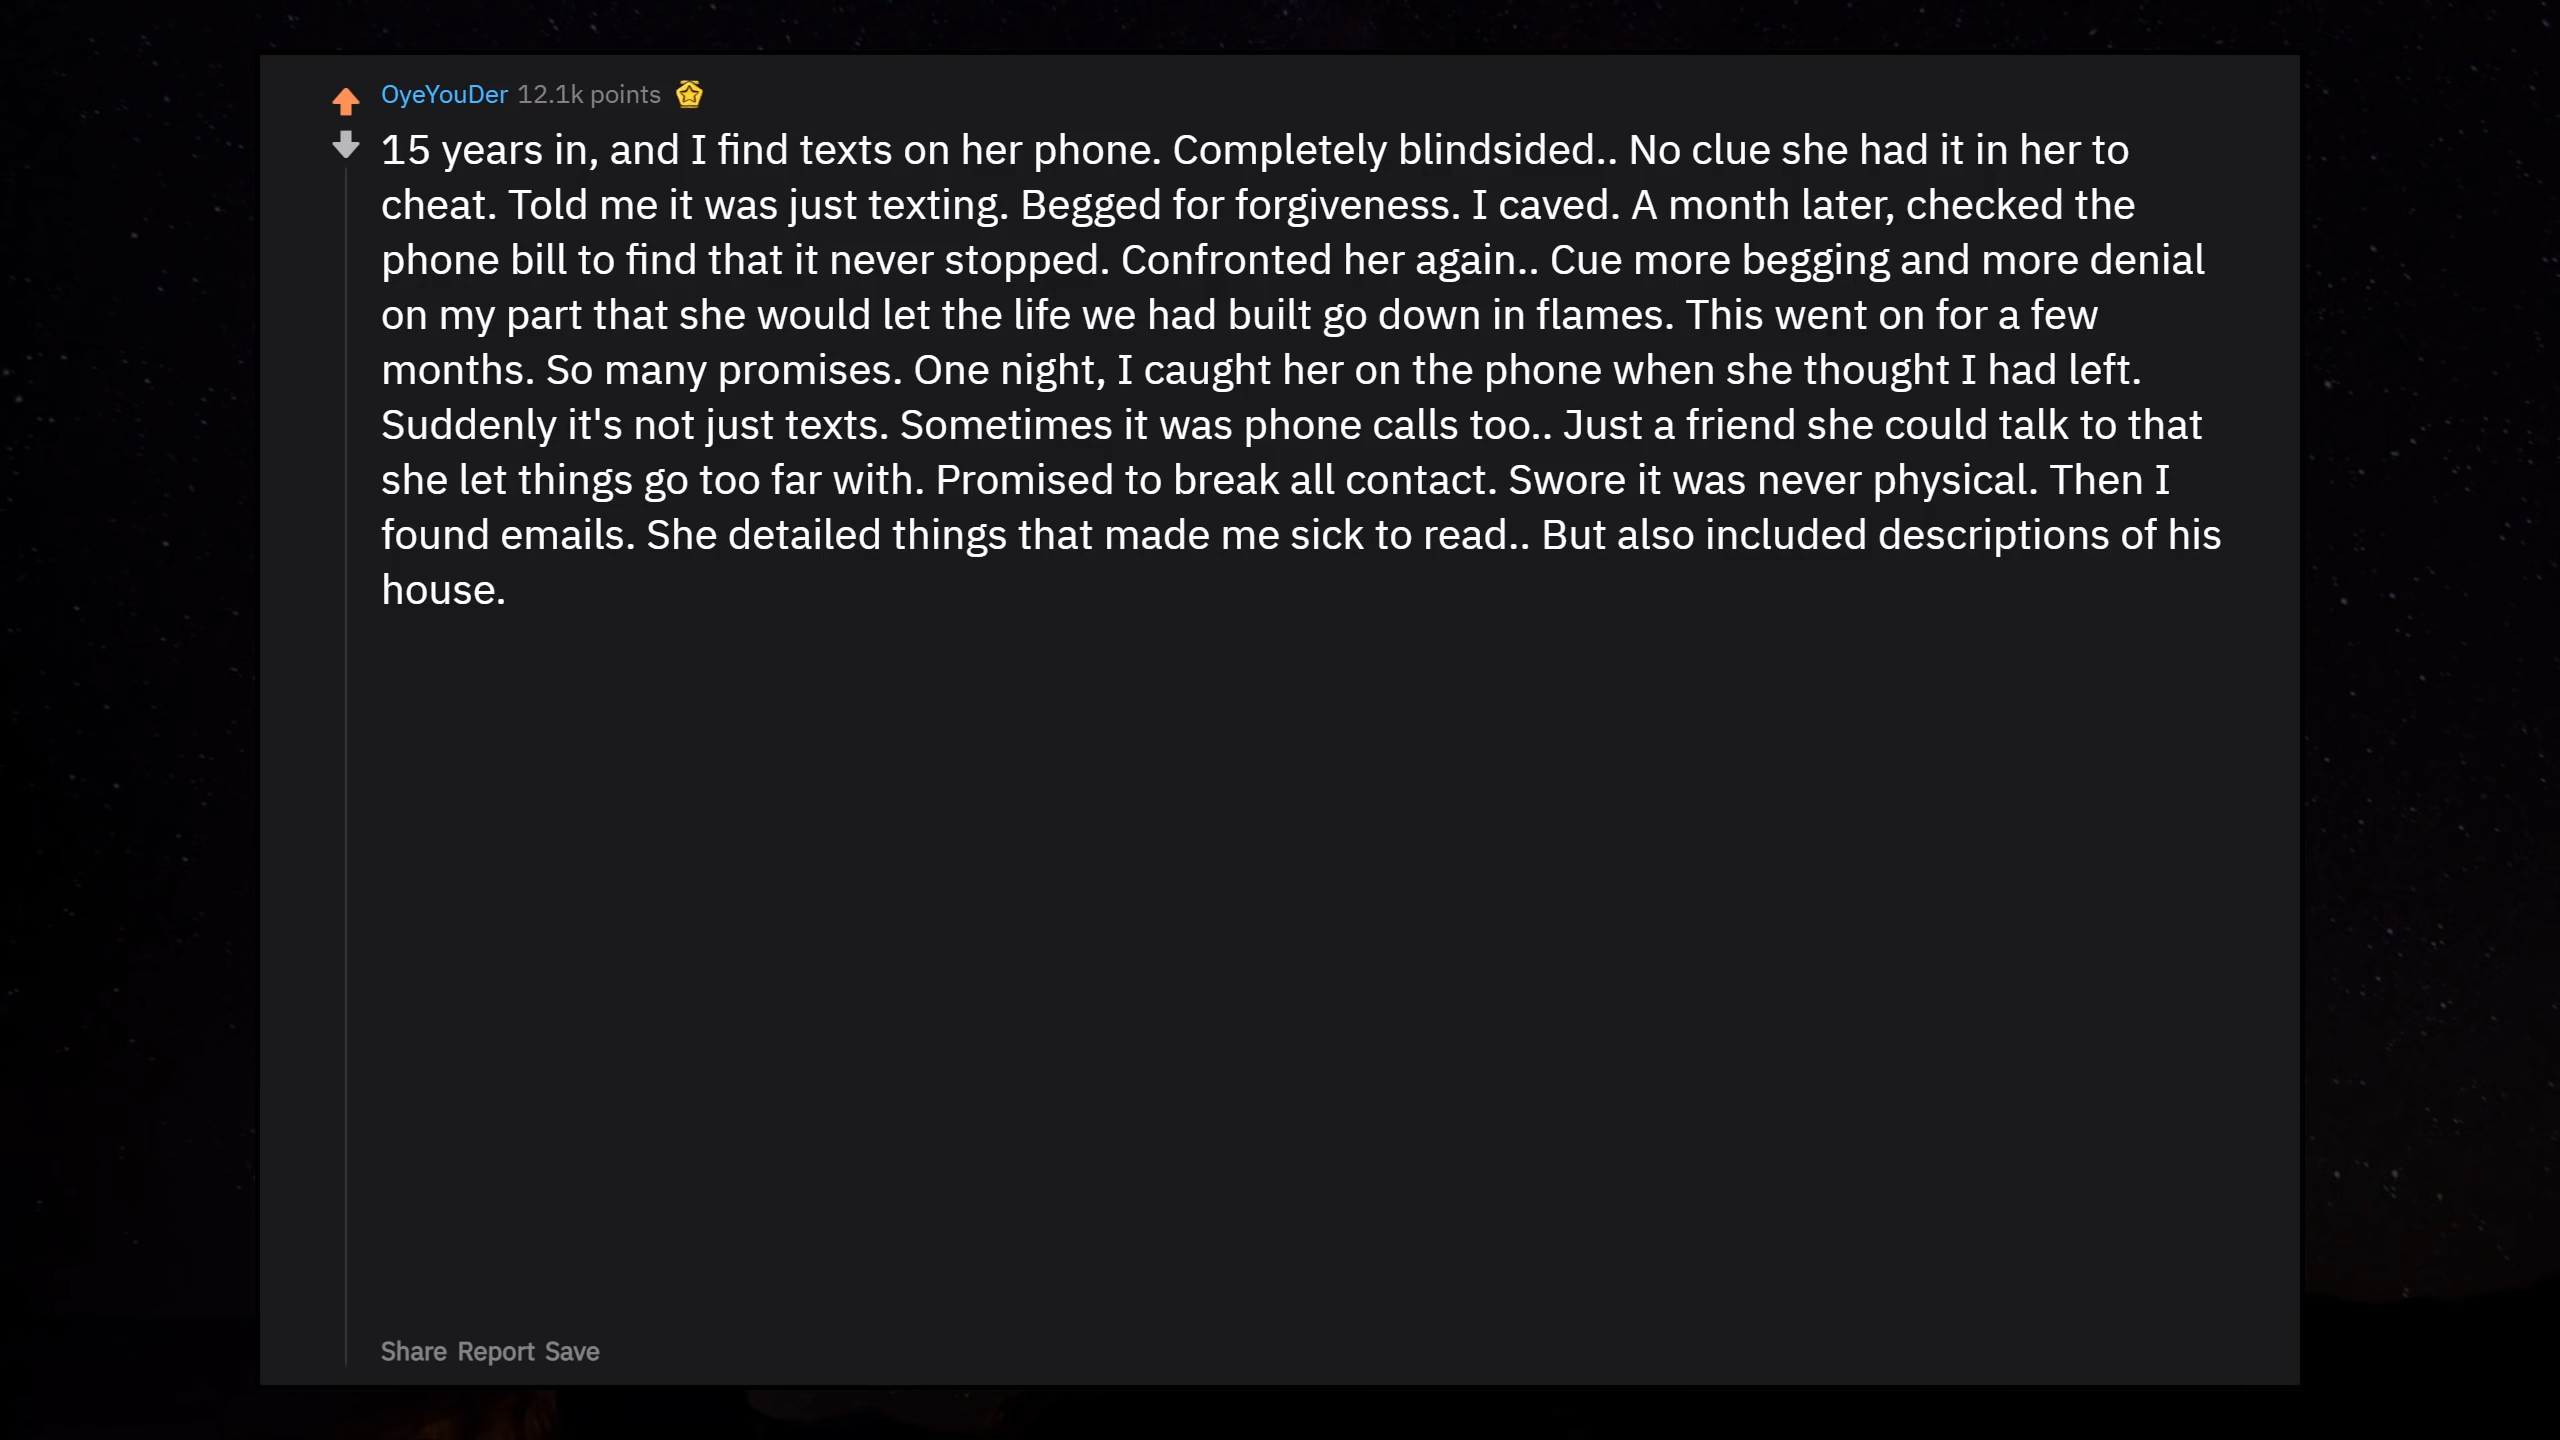 OyeYouDer 12.1k points
15 years in, and I find texts on her phone. Completely blindsided.. No clue she had it in her to
cheat. Told me it was just texting. Begged for forgiveness. I caved. A month later, checked the
phone bill to find that it never stopped. Confronted her again.. Cue more begging and more denial
on my part that she would let the life we had built go down in flames. This went on for a few
months. So many promises. One night, I caught her on the phone when she thought I had left.
Suddenly it's not just texts. Sometimes it was phone calls too.. Just a friend she could talk to that
she let things go too far with. Promised to break all contact. Swore it was never physical. Then I
found emails. She detailed things that made me sick to read.. But also included descriptions of his
house.
Share Report Save